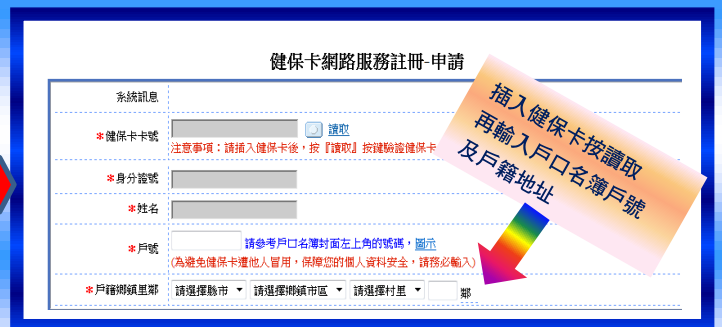 健保卡網路服務註冊-申請
系統訊息
*健保卡卡號
讀取
注意事項：請插入健保卡後，按『讀取』按鍵驗證健保卡
*身分證號
*姓名
*戶號
請參考戶口名簿封面左上角的號碼，圖示
(為避免健保卡遭他人冒用，保障您的個人資料安全，請務必輸入)
*戶籍鄉鎮里鄰 請選擇縣市 請選擇鄉鎮市區 請選擇村里 鄰
插入健保卡按讀取
再輸入戶口名簿戶號
及戶籍地址